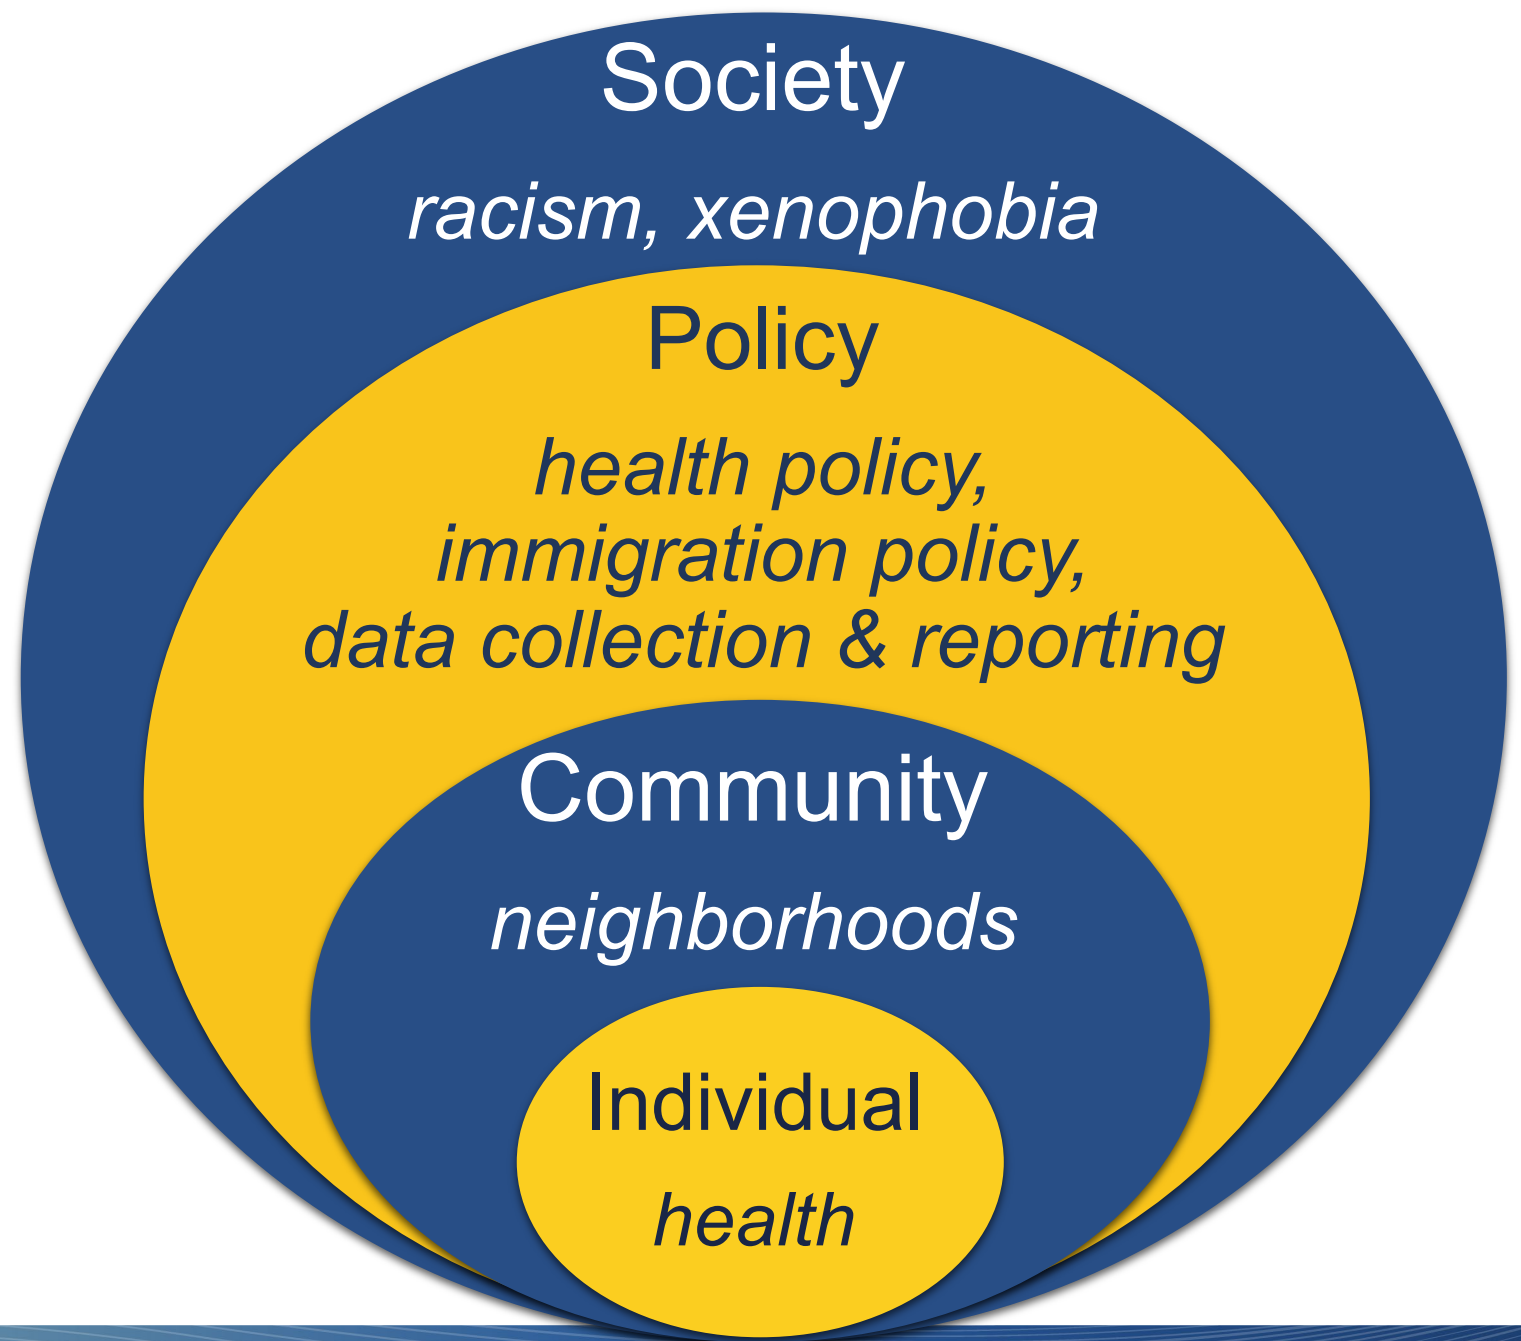 Society
racism, xenophobia
Policy
health policy,
immigration policy,
data collection & reporting
Community
neighborhoods
Individual
health